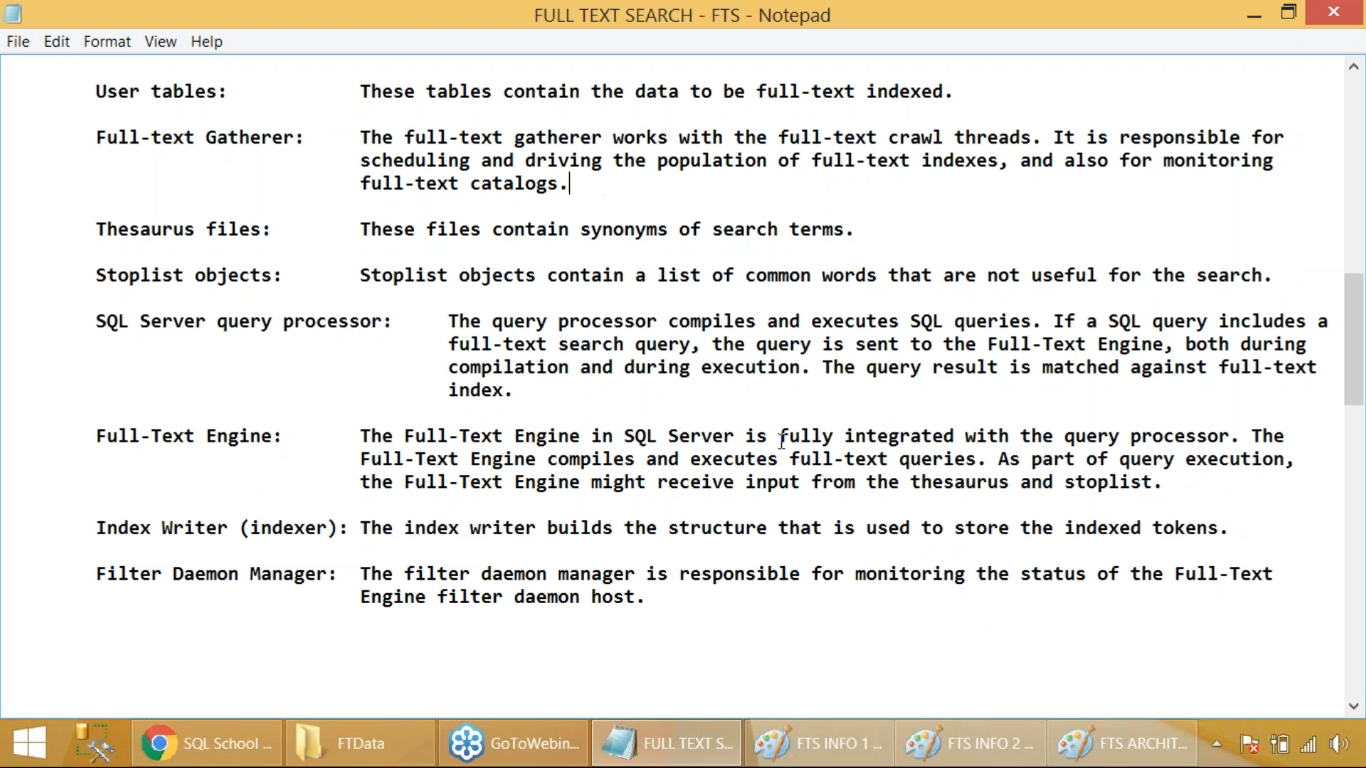 FULL TEXT SEARCH - FTS - Notepad
File Edit Format View Help
User tables: These tables contain the data to be full-text indexed.
Full-text Gatherer: The full-text gatherer works with the full-text crawl threads. It is responsible for
scheduling and driving the population of full-text indexes, and also for monitoring
full-text catalogs.
Thesaurus files: These files contain synonyms of search terms.
Stoplist objects: Stoplist objects contain a list of common words that are not useful for the search.
SQL Server query processor: The query processor compiles and executes SQL queries. If a SQL query includes a
full-text search query, the query is sent to the Full-Text Engine, both during
compilation and during execution. The query result is matched against full-text
index.
Full-Text Engine: The Full-Text Engine in SQL Server is fully integrated with the query processor. The
Full-Text Engine compiles and executes full-text queries. As part of query execution,
the Full-Text Engine might receive input from the thesaurus and stoplist.
Index Writer (indexer): The index writer builds the structure that is used to store the indexed tokens.
Filter Daemon Manager: The filter daemon manager is responsible for monitoring the status of the Full-Text
Engine filter daemon host.
SQL School ... FTData GoToWebin... FULL TEXT S... FTS INFO 1 ... FTS INFO 2 ... FTS ARCHIT...